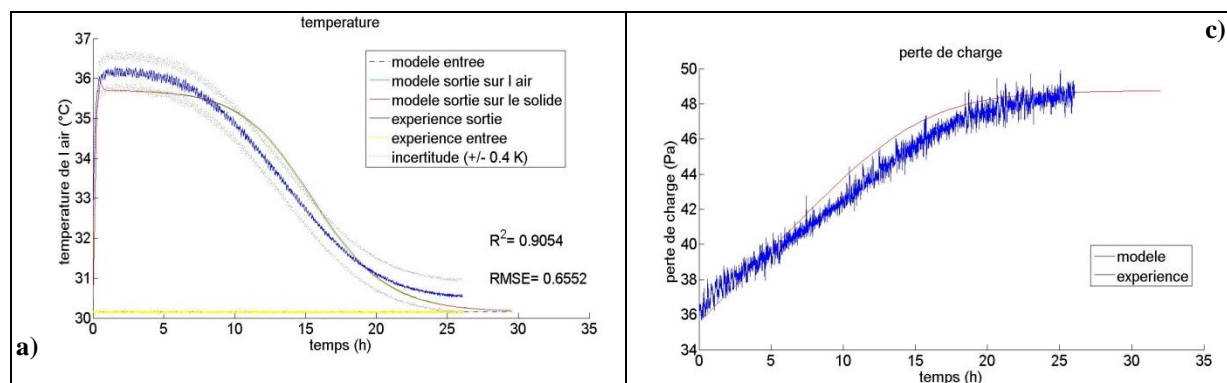 temperature
temperature de l air (°C)
37
36
35
34
33
32
31
30
0
5
10
15
20
25
30
35
temps (h)
modele entree
modele sortie sur l air
modele sortie sur le solide
experience sortie
experience entree
incertitude (+/- 0.4 K)
R2= 0.9054
RMSE= 0.6552
a)
c)
perte de charge
perte de charge (Pa)
50
48
46
44
42
40
38
36
34
0
5
10
15
20
25
30
35
temps (h)
modele
experience